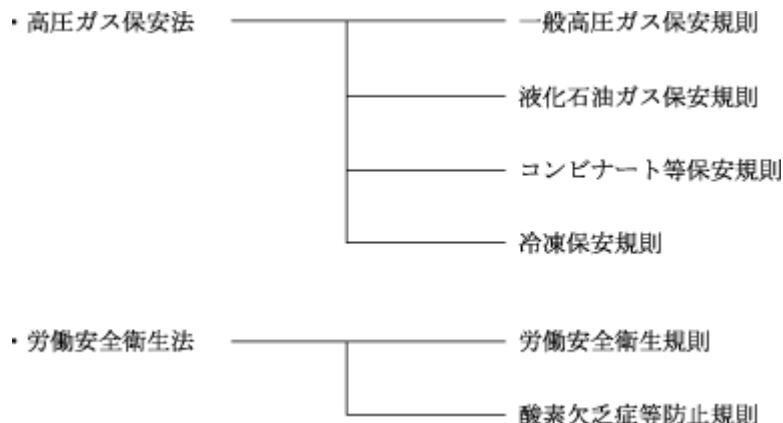 ・高圧ガス保安法
一般高圧ガス保安規則
液化石油ガス保安規則
コンビナート等保安規則
冷凍保安規則
・労働安全衛生法
労働安全衛生規則
酸素欠乏症等防止規則